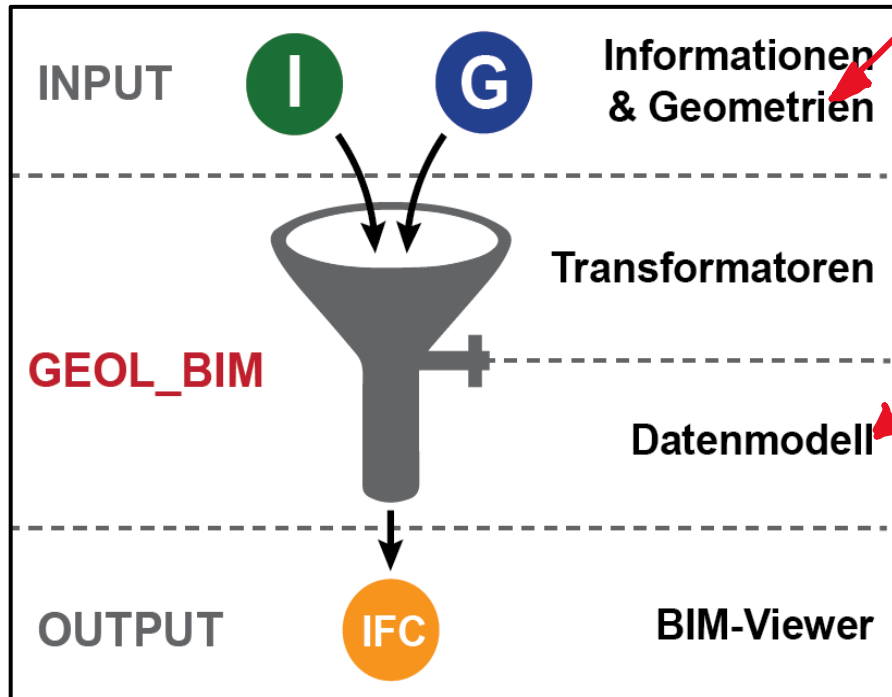 INPUT
I
G
Informationen
& Geometrien
Transformatoren
GEOL_BIM
Datenmodell
OUTPUT
IFC
BIM-Viewer